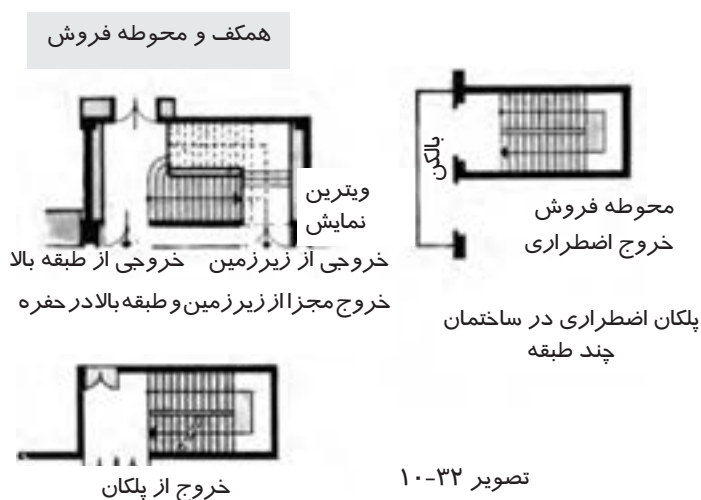 همکف و محوطه فروش
بالکن
ویترین
نمایش
محوطه فروش
خروج اضطراری
خروجی از زیرزمین خروجی از طبقه بالا
خروج مجزا از زیرزمین و طبقه بالا در حفره
پلکان اضطراری در ساختمان
چند طبقه
خروج از پلکان
تصویر ۳۲-۱۰